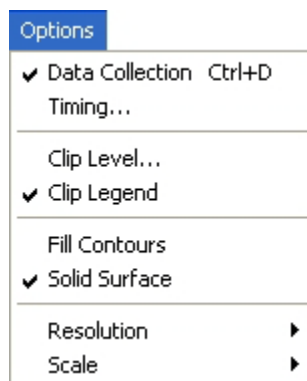 Options
Data Collection Ctrl+D
Timing...
Clip Level...
Clip Legend
Fill Contours
Solid Surface
Resolution
Scale